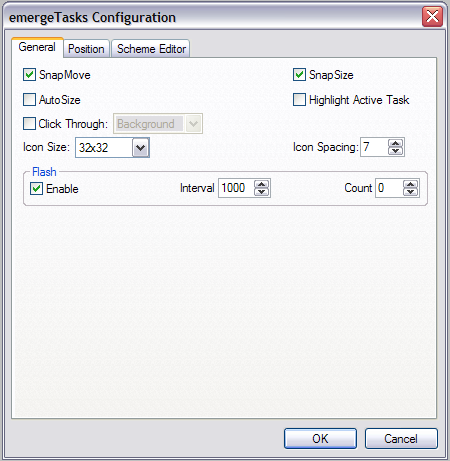 emergeTasks Configuration
General Position Scheme Editor
SnapMove SnapSize
AutoSize Highlight Active Task
Click Through: Background
Icon Size: 32x32 Icon Spacing: 7
Flash
Enable Interval 1000 Count 0
OK Cancel